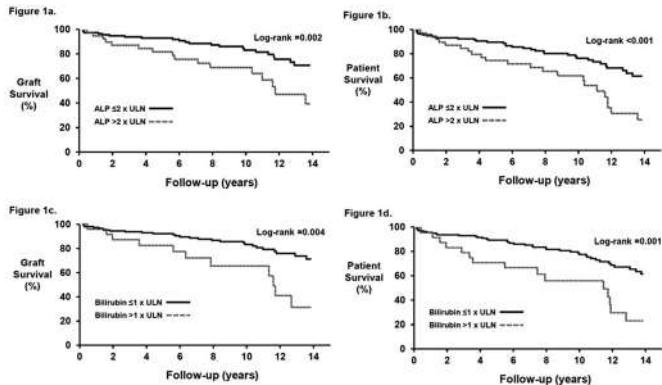 Figure 1a.
Log-rank =0.002
Graft
Survival
(%)
100
80
60
40
20
0
ALP ≤2 x ULN
ALP >2 x ULN
0 2 4 6 8 10 12 14
Follow-up (years)
Figure 1b.
Log-rank <0.001
Patient
Survival
(%)
100
80
60
40
20
0
ALP ≤2 x ULN
ALP >2 x ULN
0 2 4 6 8 10 12 14
Follow-up (years)
Figure 1c.
Log-rank =0.004
Graft
Survival
(%)
100
80
60
40
20
0
Bilirubin ≤1 x ULN
Bilirubin >1 x ULN
0 2 4 6 8 10 12 14
Follow-up (years)
Figure 1d.
Log-rank =0.001
Patient
Survival
(%)
100
80
60
40
20
0
Bilirubin ≤1 x ULN
Bilirubin >1 x ULN
0 2 4 6 8 10 12 14
Follow-up (years)